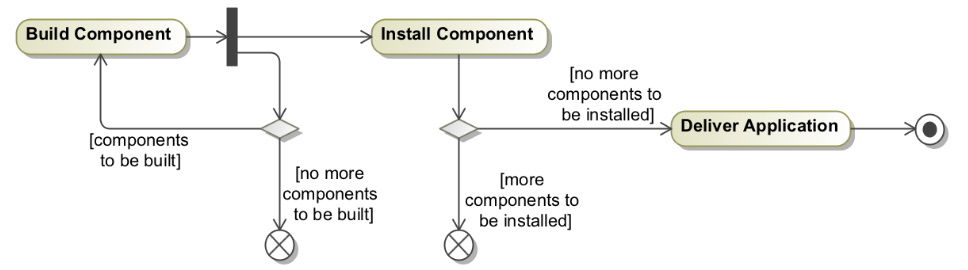 Build Component
Install Component
[no more
components to
be installed]
Deliver Application
[components
to be built]
[no more
components
to be built]
[more
components to
be installed]